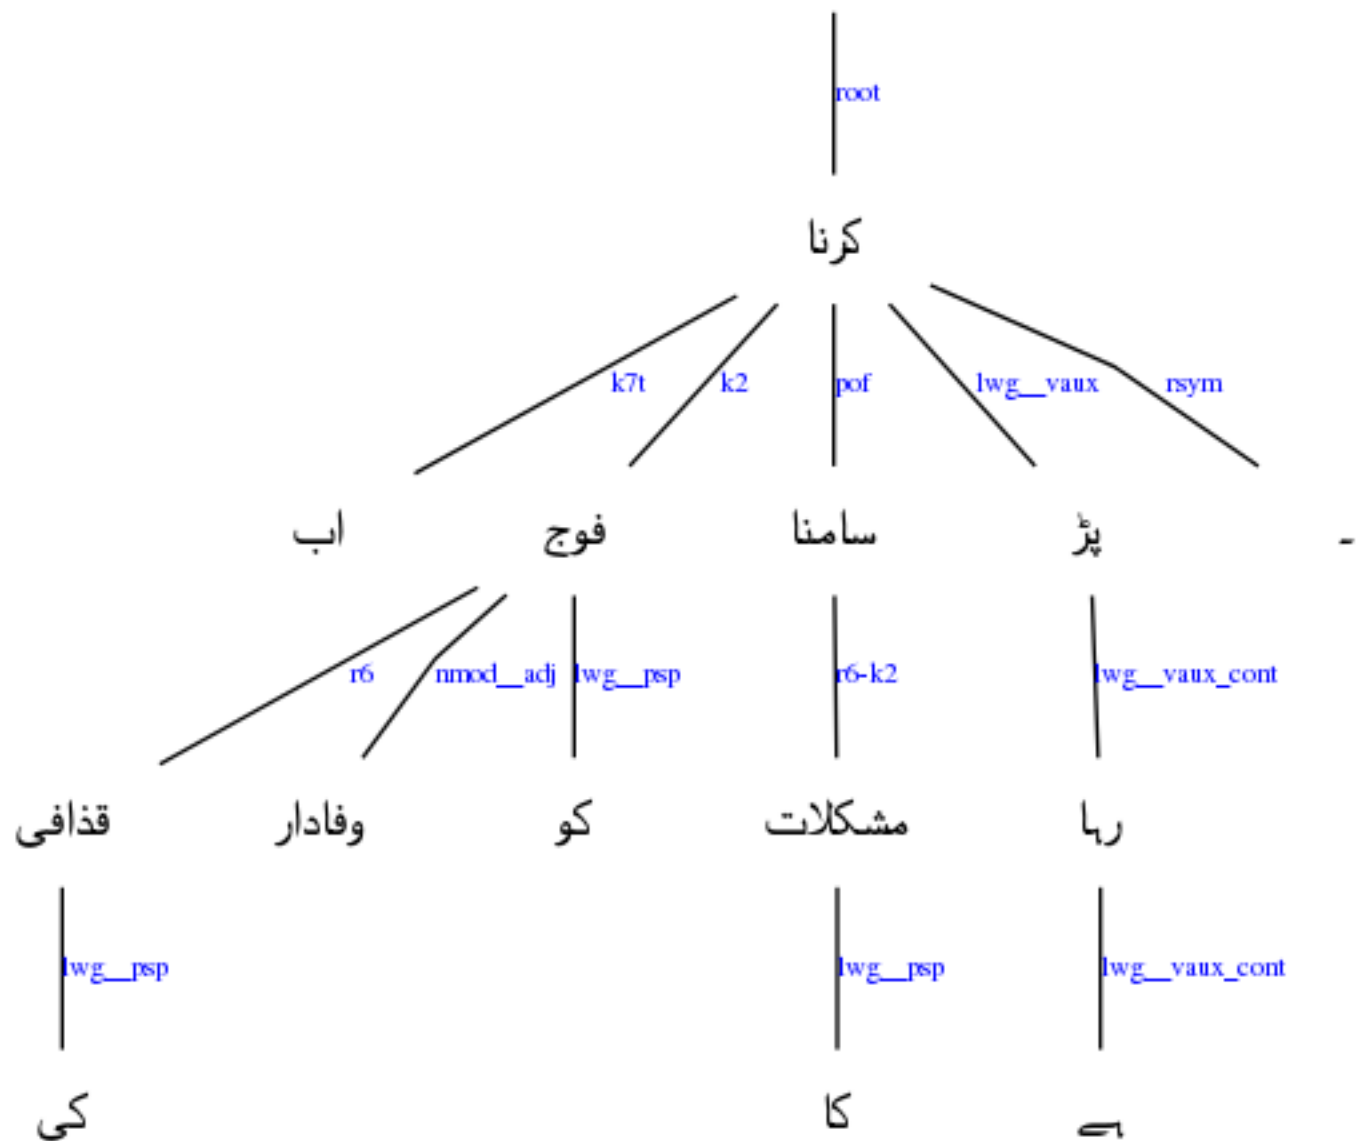 root
کرنا
k7t k2 pof lwg__vaux rsym
اب فوج سامنا پڑ ۔
r6 nmod__adj lwg__psp r6-k2 lwg__vaux_cont
قذافی وفادار کو مشکلات رہا
lwg__psp lwg__psp lwg__vaux_cont
کی کا ہے